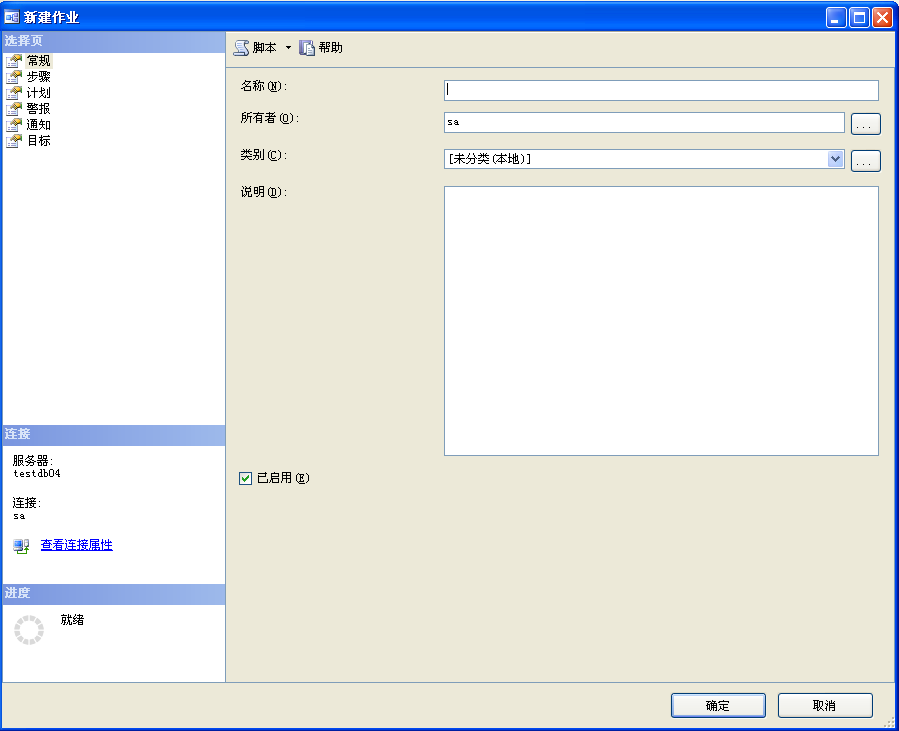 新建作业
选择页
常规
步骤
计划
警报
通知
目标
脚本 帮助
名称(N):
所有者(O): sa ...
类别(C): [未分类(本地)] ...
说明(D):
已启用(E)
连接
服务器:
testdb04
连接:
sa
查看连接属性
进度
就绪
确定 取消